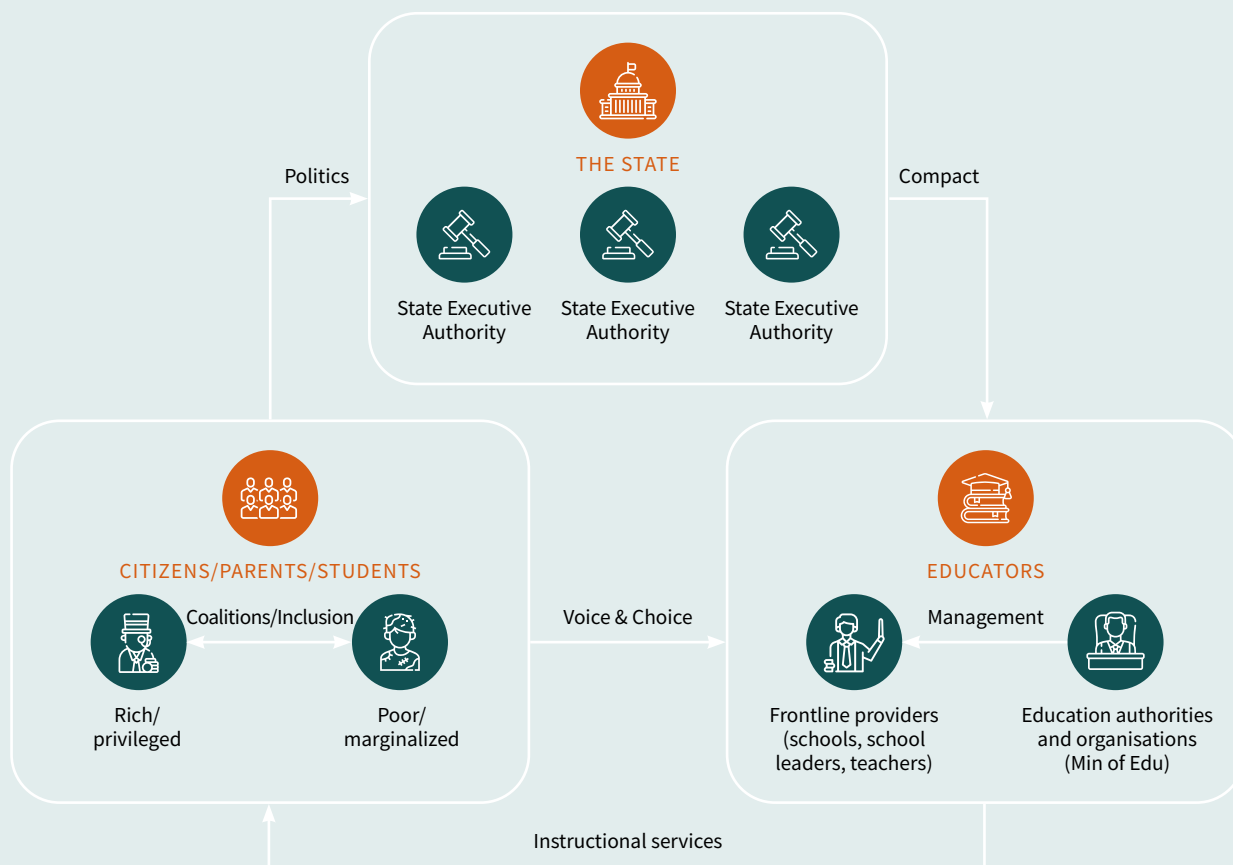 THE STATE
Politics
Compact
State Executive
Authority
State Executive
Authority
State Executive
Authority
CITIZENS/PARENTS/STUDENTS
Coalitions/Inclusion
Rich/
privileged
Poor/
marginalized
Voice & Choice
EDUCATORS
Management
Frontline providers
(schools, school
leaders, teachers)
Education authorities
and organisations
(Min of Edu)
Instructional services